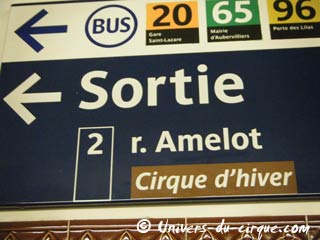 BUS 20 65 96
Gare Saint-Lazare
Mairie d'Aubervilliers
Porte des Lilas
Sortie
2 r. Amelot
Cirque d'hiver
© Univers-du-cirque.com